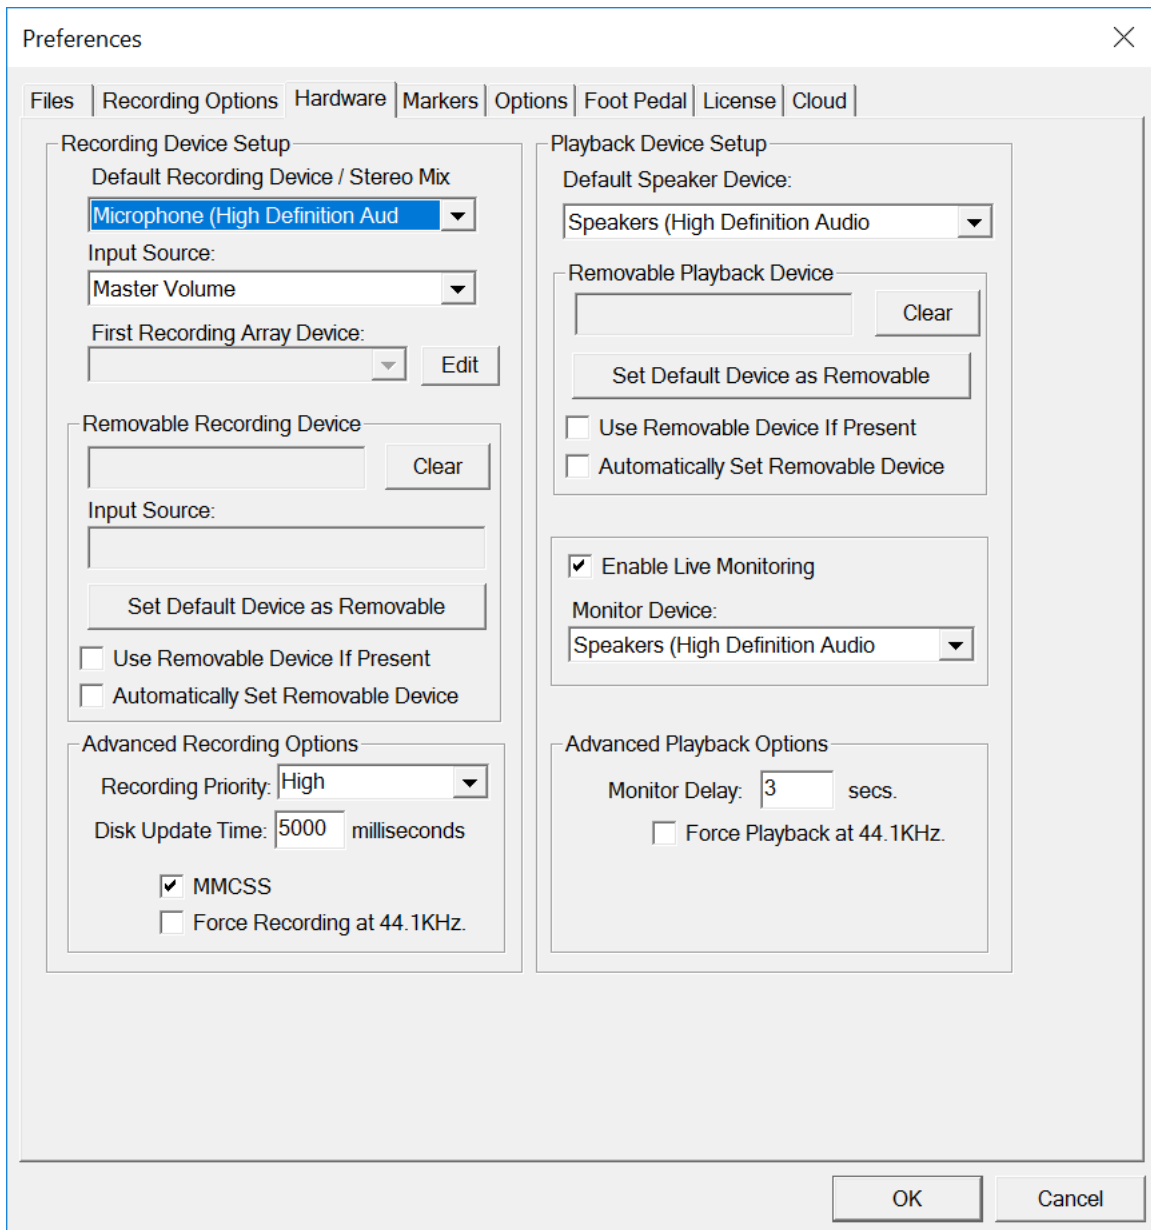 Preferences
Files Recording Options Hardware Markers Options Foot Pedal License Cloud
Recording Device Setup
Default Recording Device / Stereo Mix
Microphone (High Definition Aud
Input Source:
Master Volume
First Recording Array Device:
Edit
Removable Recording Device
Clear
Input Source:
Set Default Device as Removable
Use Removable Device If Present
Automatically Set Removable Device
Advanced Recording Options
Recording Priority: High
Disk Update Time: 5000 milliseconds
MMCSS
Force Recording at 44.1KHz.
Playback Device Setup
Default Speaker Device:
Speakers (High Definition Audio
Removable Playback Device
Clear
Set Default Device as Removable
Use Removable Device If Present
Automatically Set Removable Device
Enable Live Monitoring
Monitor Device:
Speakers (High Definition Audio
Advanced Playback Options
Monitor Delay: 3 secs.
Force Playback at 44.1KHz.
OK Cancel